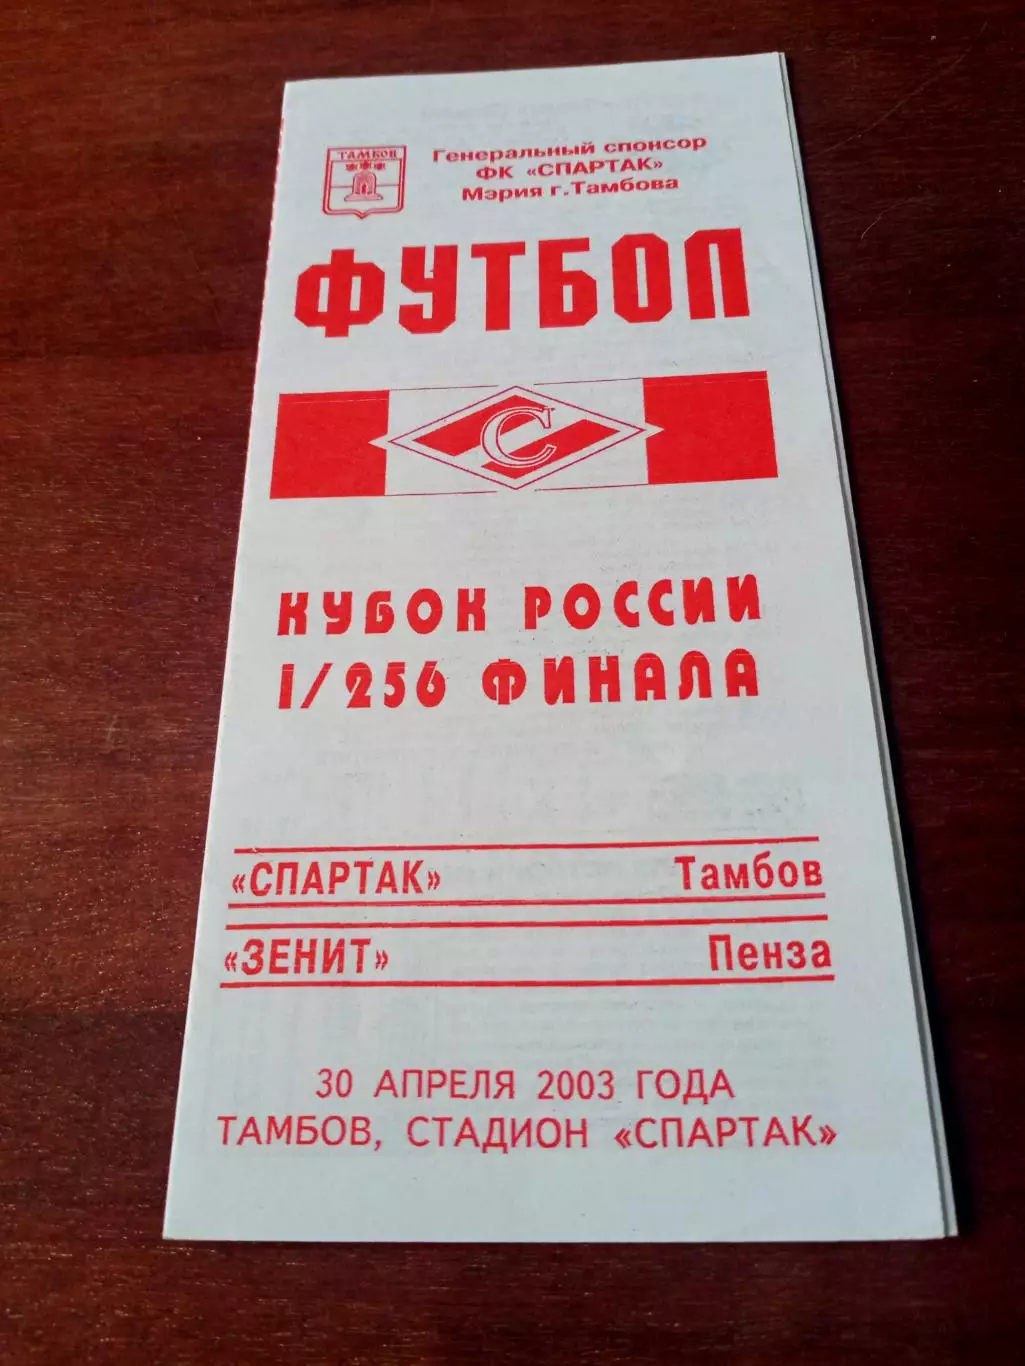 ТАМБОВ
Генеральный спонсор
ФК «СПАРТАК»
Мэрия г.Тамбова
ФУТБОЛ
С
КУБОК РОССИИ
1/256 ФИНАЛА
«СПАРТАК» Тамбов
«ЗЕНИТ» Пенза
30 АПРЕЛЯ 2003 ГОДА
ТАМБОВ, СТАДИОН «СПАРТАК»